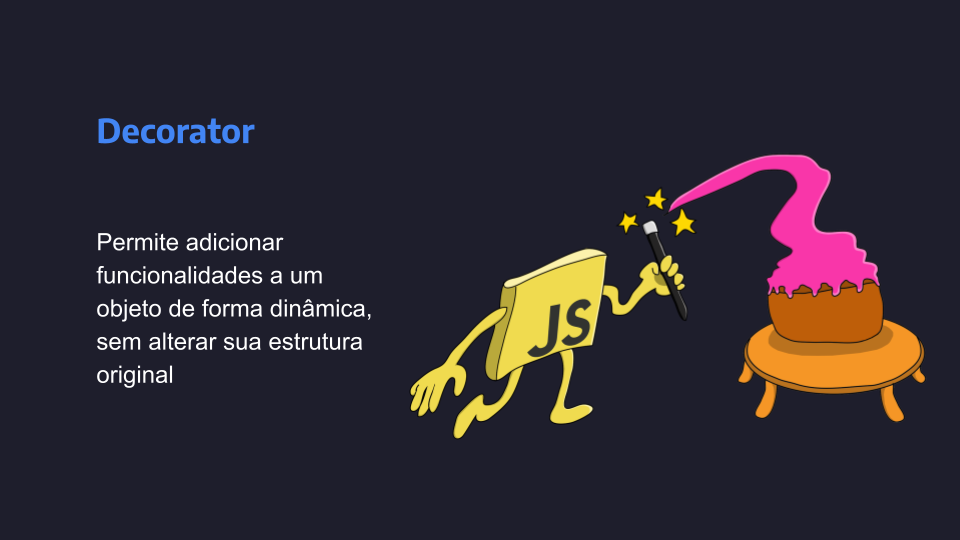 Decorator
Permite adicionar
funcionalidades a um
objeto de forma dinâmica,
sem alterar sua estrutura
original
JS